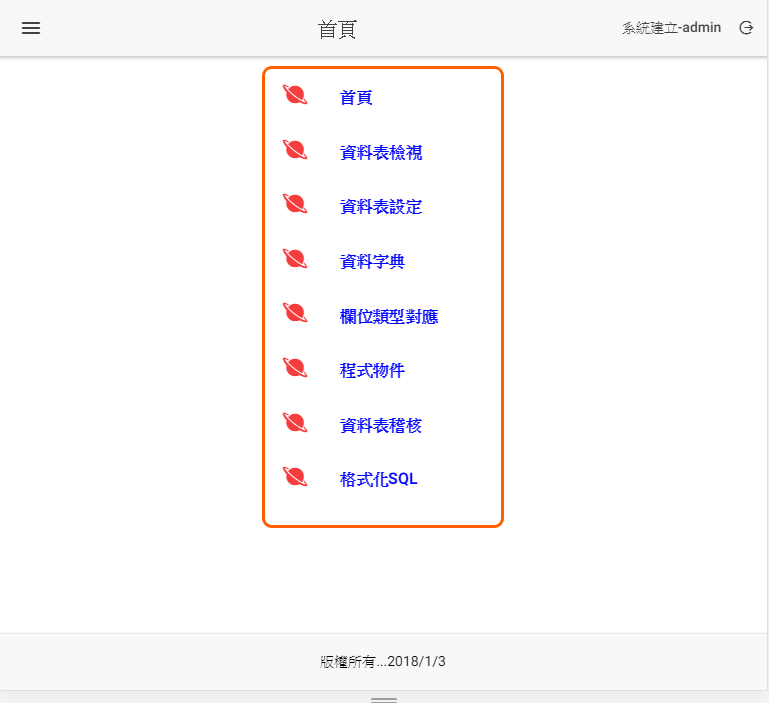 首頁
系統建立-admin
首頁
資料表檢視
資料表設定
資料字典
欄位類型對應
程式物件
資料表稽核
格式化SQL
版權所有...2018/1/3